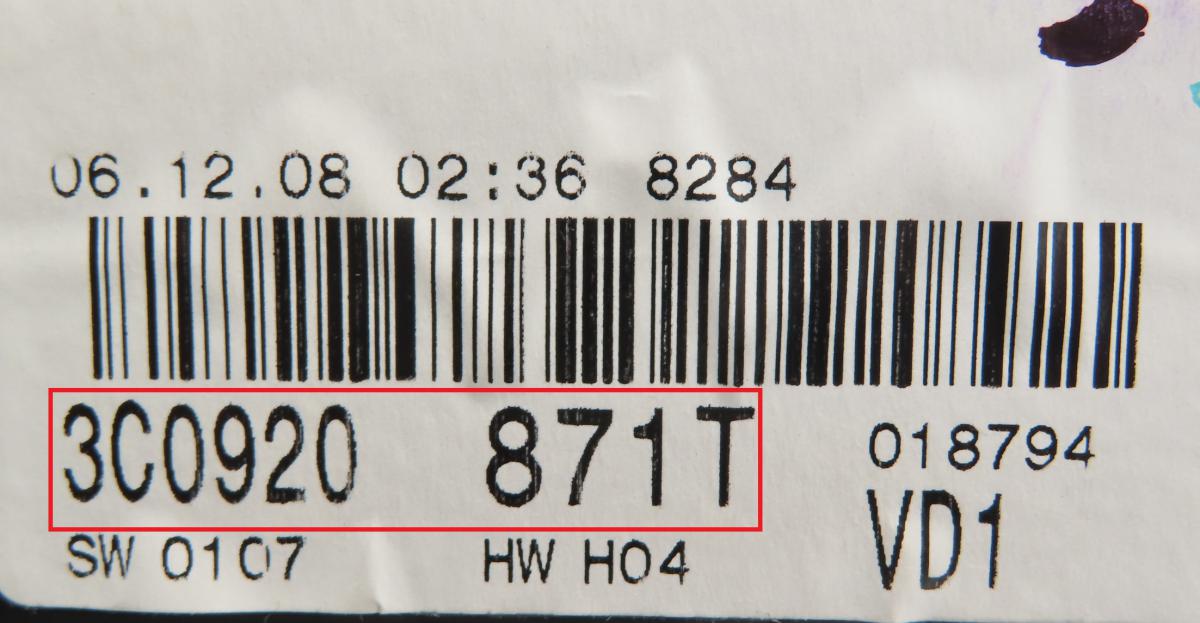 06.12.08 02:36 8284
3C0920 871T 018794
SW 0107 HW H04 VD1